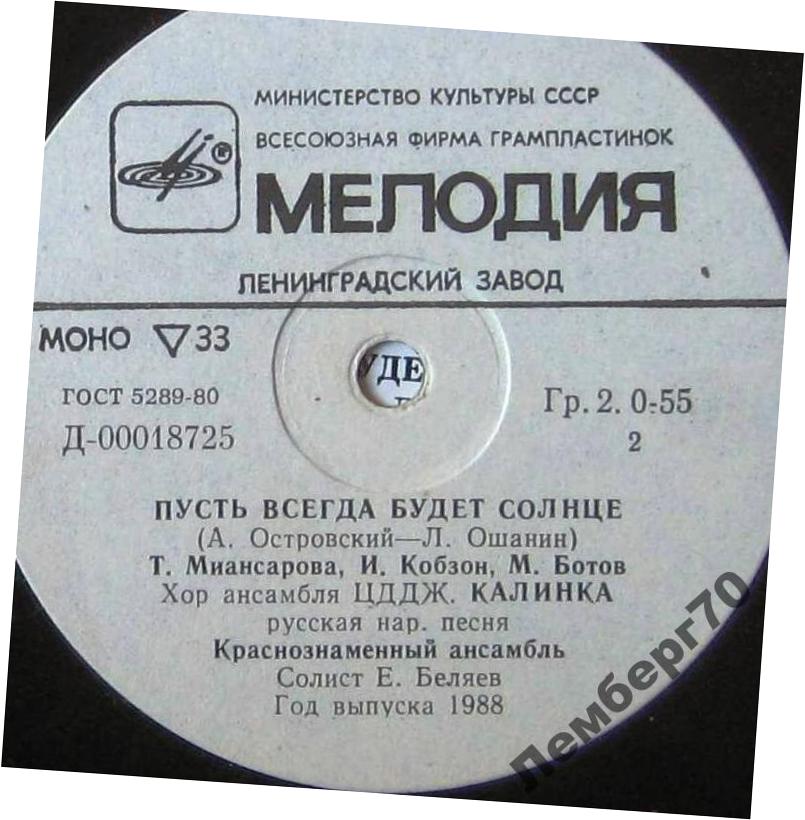 МИНИСТЕРСТВО КУЛЬТУРЫ СССР
ВСЕСОЮЗНАЯ ФИРМА ГРАМПЛАСТИНОК
®
МЕЛОДИЯ
ЛЕНИНГРАДСКИЙ ЗАВОД
МОНО ▽ 33
УДЕ
ГОСТ 5289-80
Гр. 2. 0-55
Д-00018725
2
ПУСТЬ ВСЕГДА БУДЕТ СОЛНЦЕ
(А. Островский—Л. Ошанин)
Т. Миансарова, И. Кобзон, М. Ботов
Хор ансамбля ЦДДЖ. КАЛИНКА
русская нар. песня
Краснознаменный ансамбль
Солист Е. Беляев
Год выпуска 1988
Лемберг70